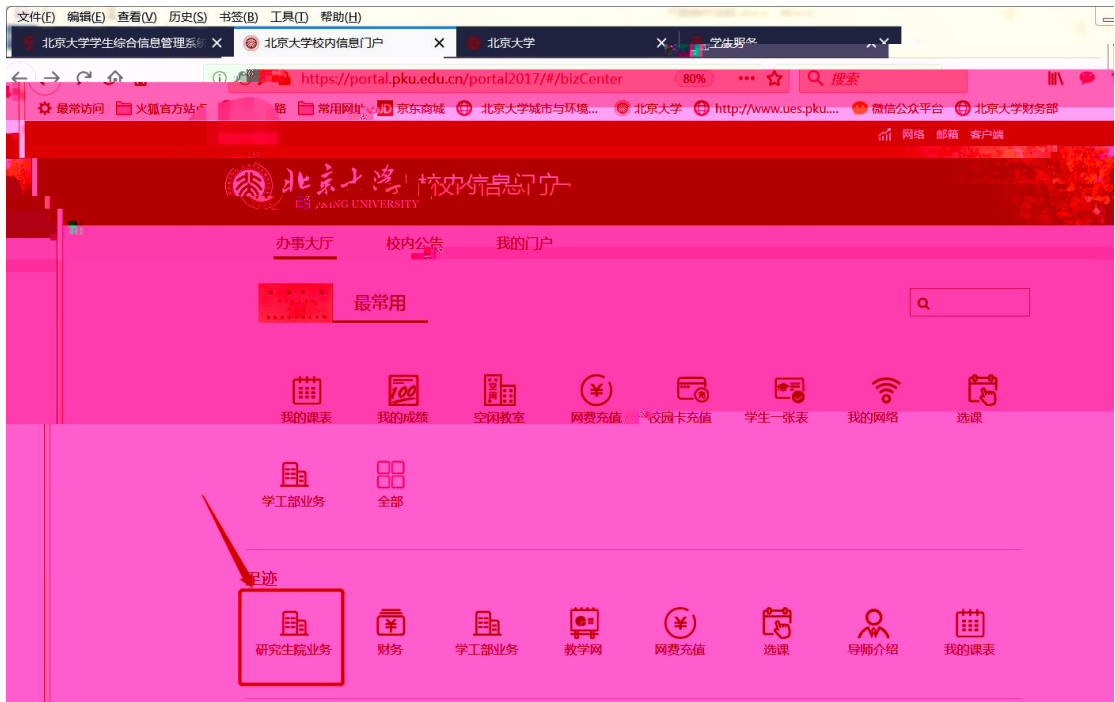 文件(F) 编辑(E) 查看(V) 历史(S) 书签(B) 工具(T) 帮助(H)
北京大学学生综合信息管理系统 北京大学校内信息门户 北京大学
https://portal.pku.edu.cn/portal2017/#/bizCenter 80% 搜索
最常访问 火狐官方站点 常用网址 JD 京东商城 北京大学城市与环境... 北京大学 http://www.ues.pku.... 微信公众平台 北京大学财务部
网络 邮箱 客户端
北京大学 校内信息门户
UNIVERSITY
办事大厅 校内公告 我的门户
最常用
我的课表 我的成绩 空闲教室 网费充值 校园卡充值 学生一张表 我的网络 选课
学工部业务 全部
足迹
研究生院业务 财务 学工部业务 教学网 网费充值 选课 导师介绍 我的课表